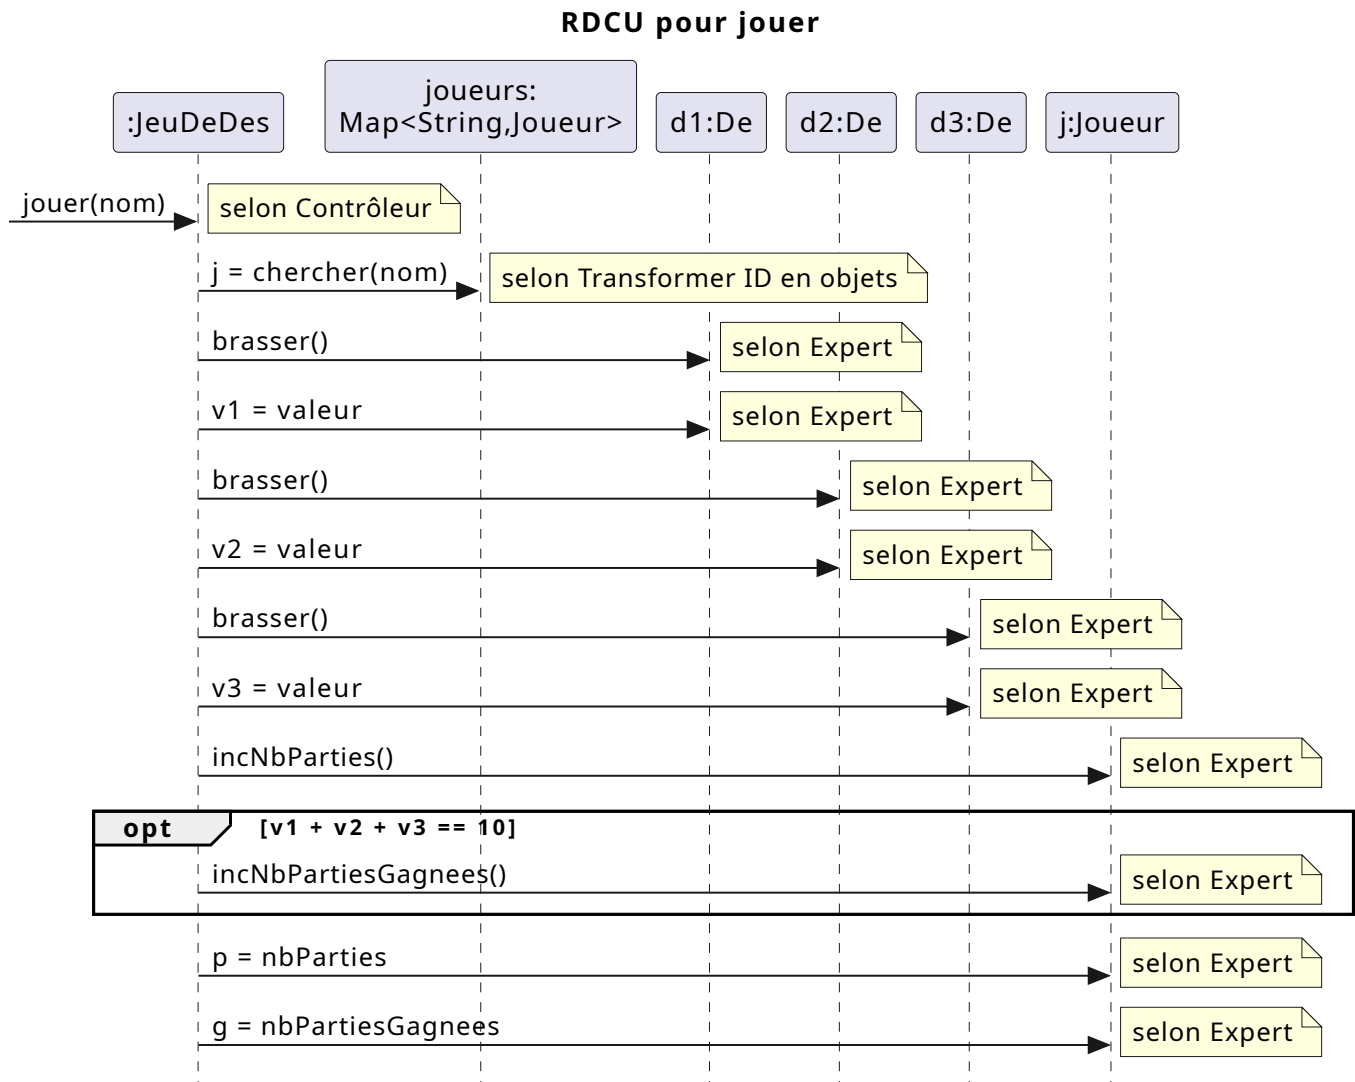 RDCU pour jouer
joueurs:
:JeuDeDes
Map<String,Joueur>
d1:De
d2:De
d3:De
j:Joueur
jouer(nom)
selon Contrôleur
j = chercher(nom)
selon Transformer ID en objets
brasser()
selon Expert
v1 = valeur
selon Expert
brasser()
selon Expert
v2 = valeur
selon Expert
brasser()
selon Expert
v3 = valeur
selon Expert
incNbParties()
selon Expert
opt
[v1 + v2 + v3 == 10]
incNbPartiesGagnees()
selon Expert
p = nbParties
selon Expert
g = nbPartiesGagnees
selon Expert